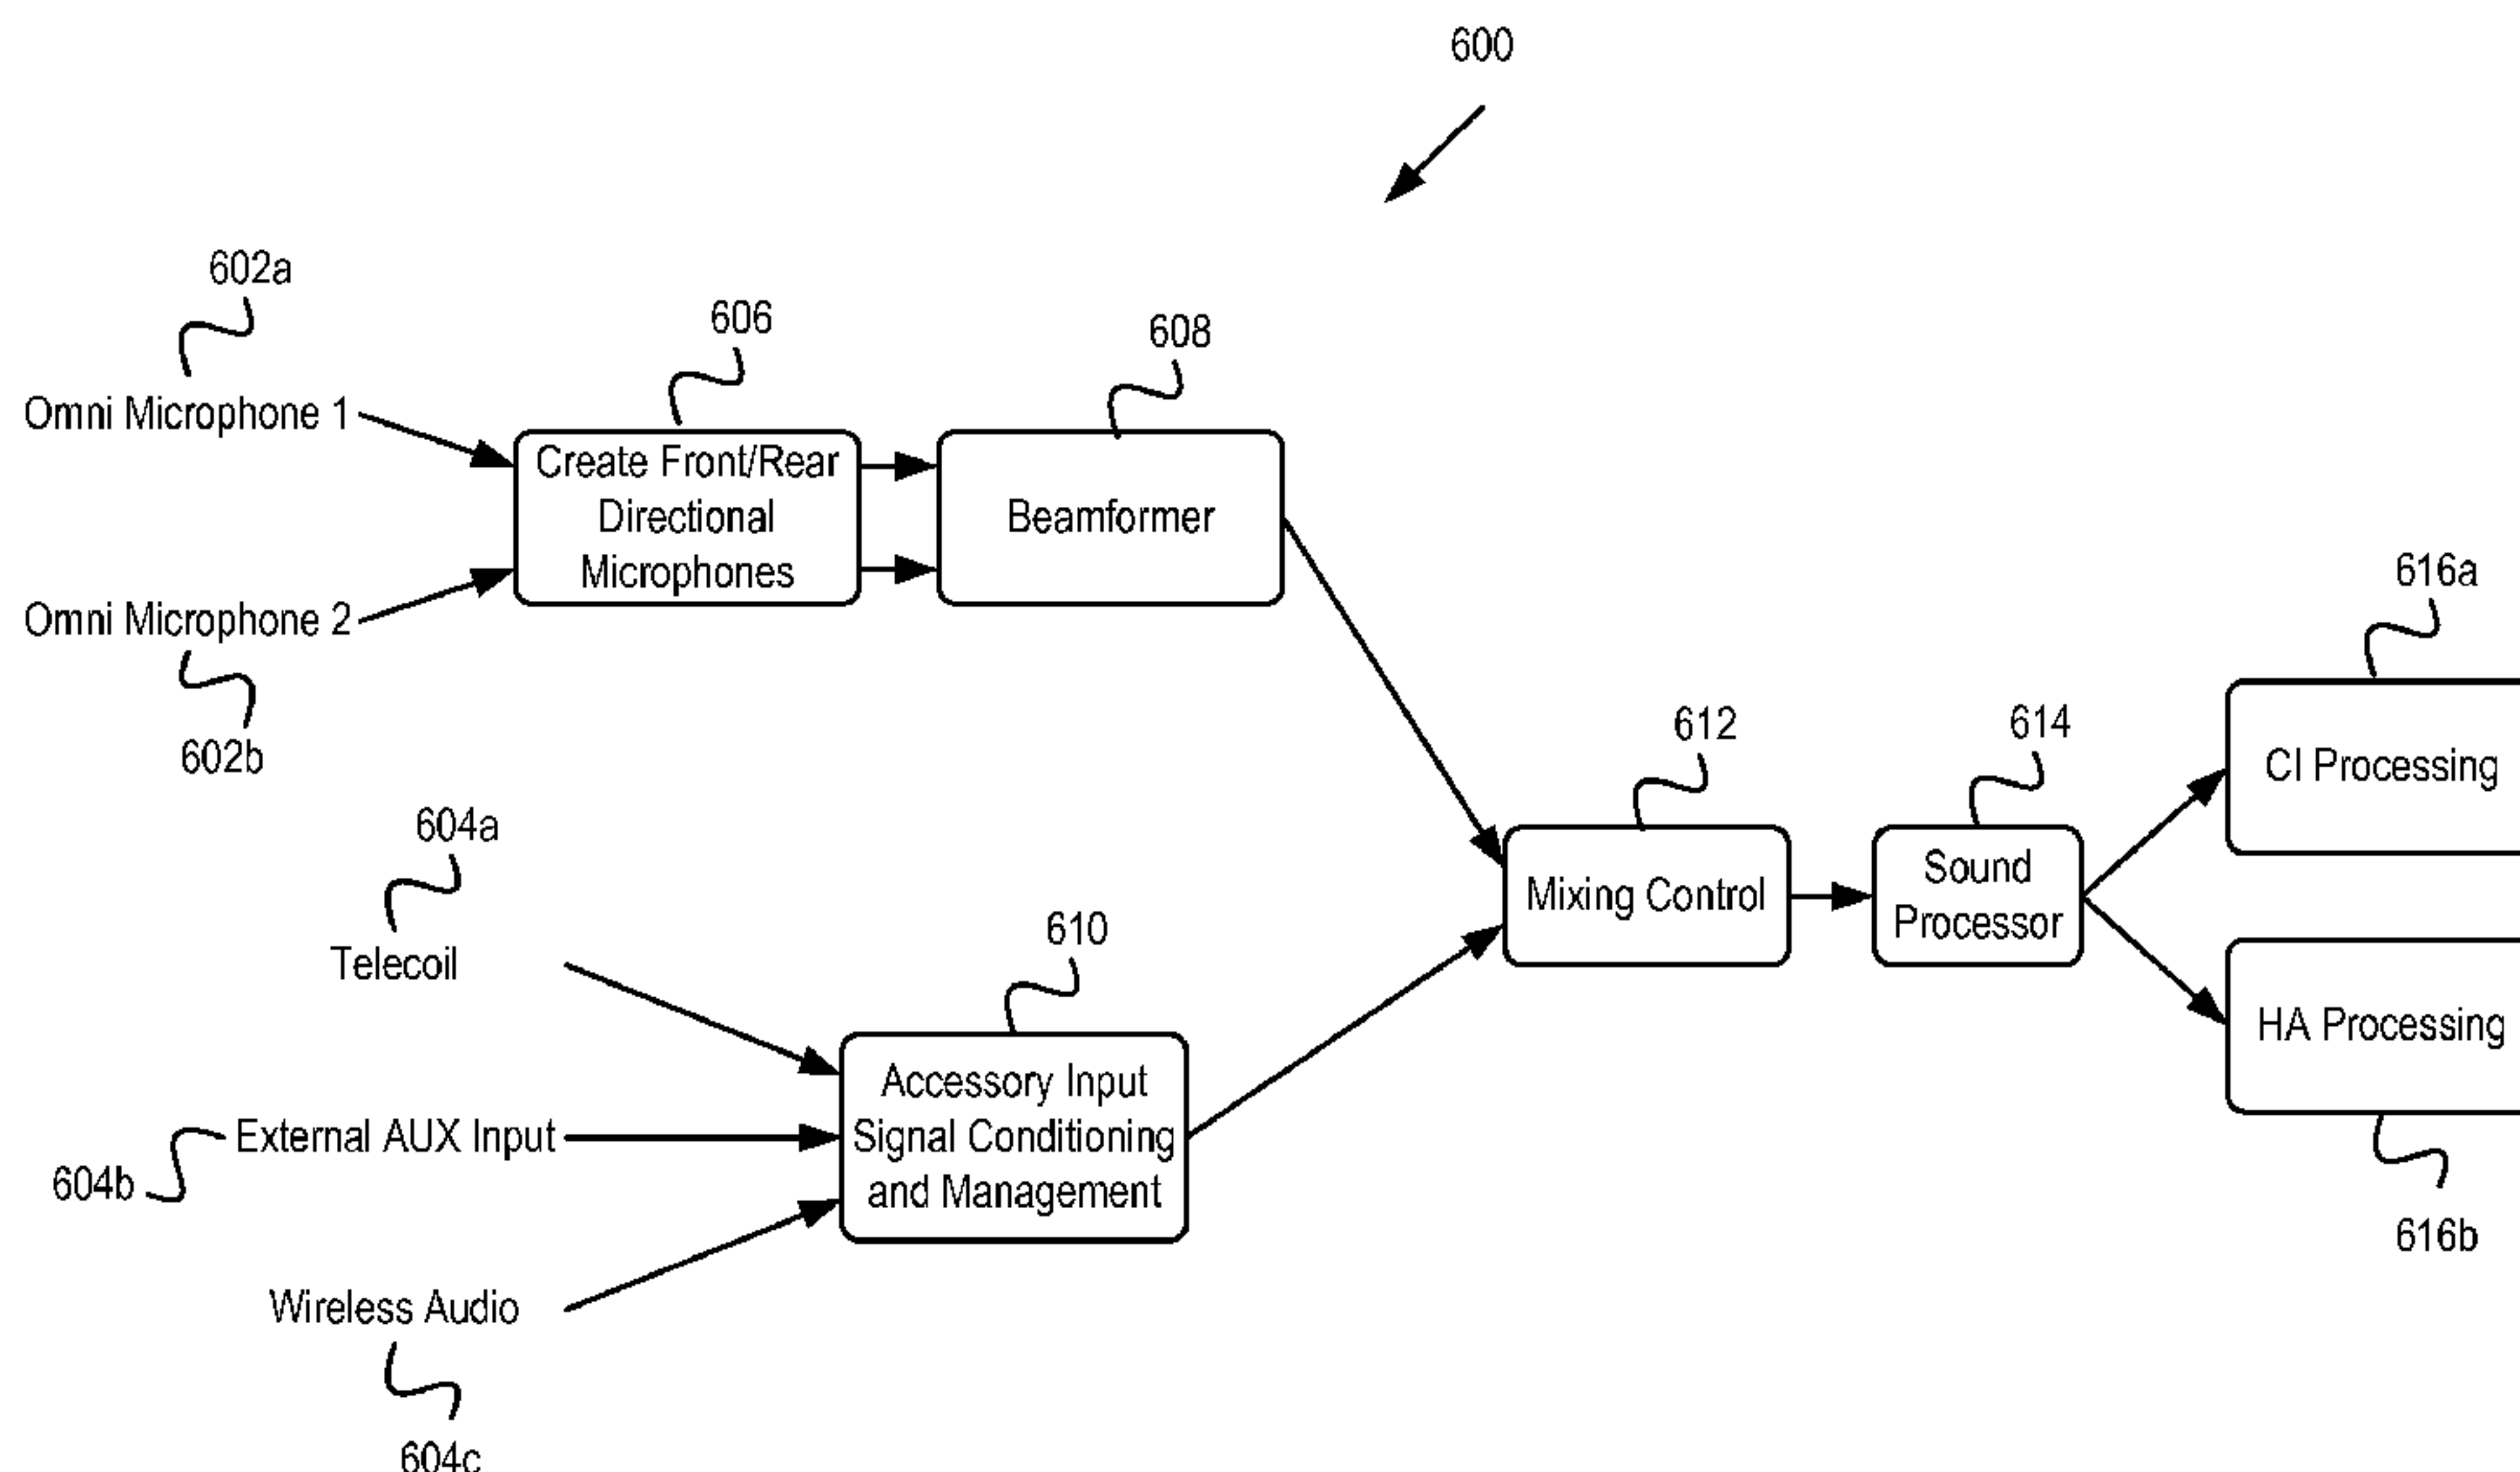 600
602a
606
608
Omni Microphone 1
Create Front/Rear
Directional
Microphones
Beamformer
Omni Microphone 2
602b
616a
CI Processing
612
614
604a
Mixing Control
Sound
Processor
Telecoil
610
HA Processing
Accessory Input
Signal Conditioning
and Management
External AUX Input
604b
616b
Wireless Audio
604c